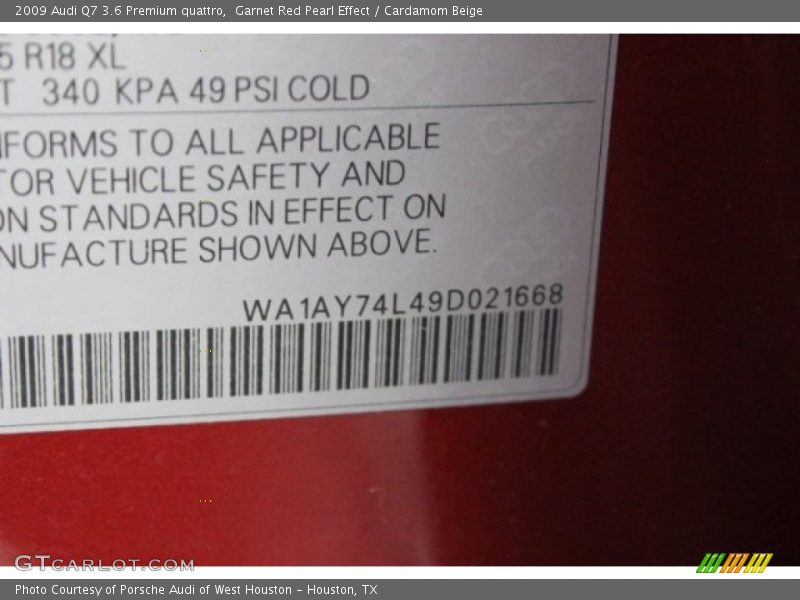 2009 Audi Q7 3.6 Premium quattro, Garnet Red Pearl Effect / Cardamom Beige
5 R18 XL
T 340 KPA 49 PSI COLD
FORMS TO ALL APPLICABLE
TOR VEHICLE SAFETY AND
ON STANDARDS IN EFFECT ON
NUFACTURE SHOWN ABOVE.
WA1AY74L49D021668
GTCARLOT.COM
Photo Courtesy of Porsche Audi of West Houston - Houston, TX